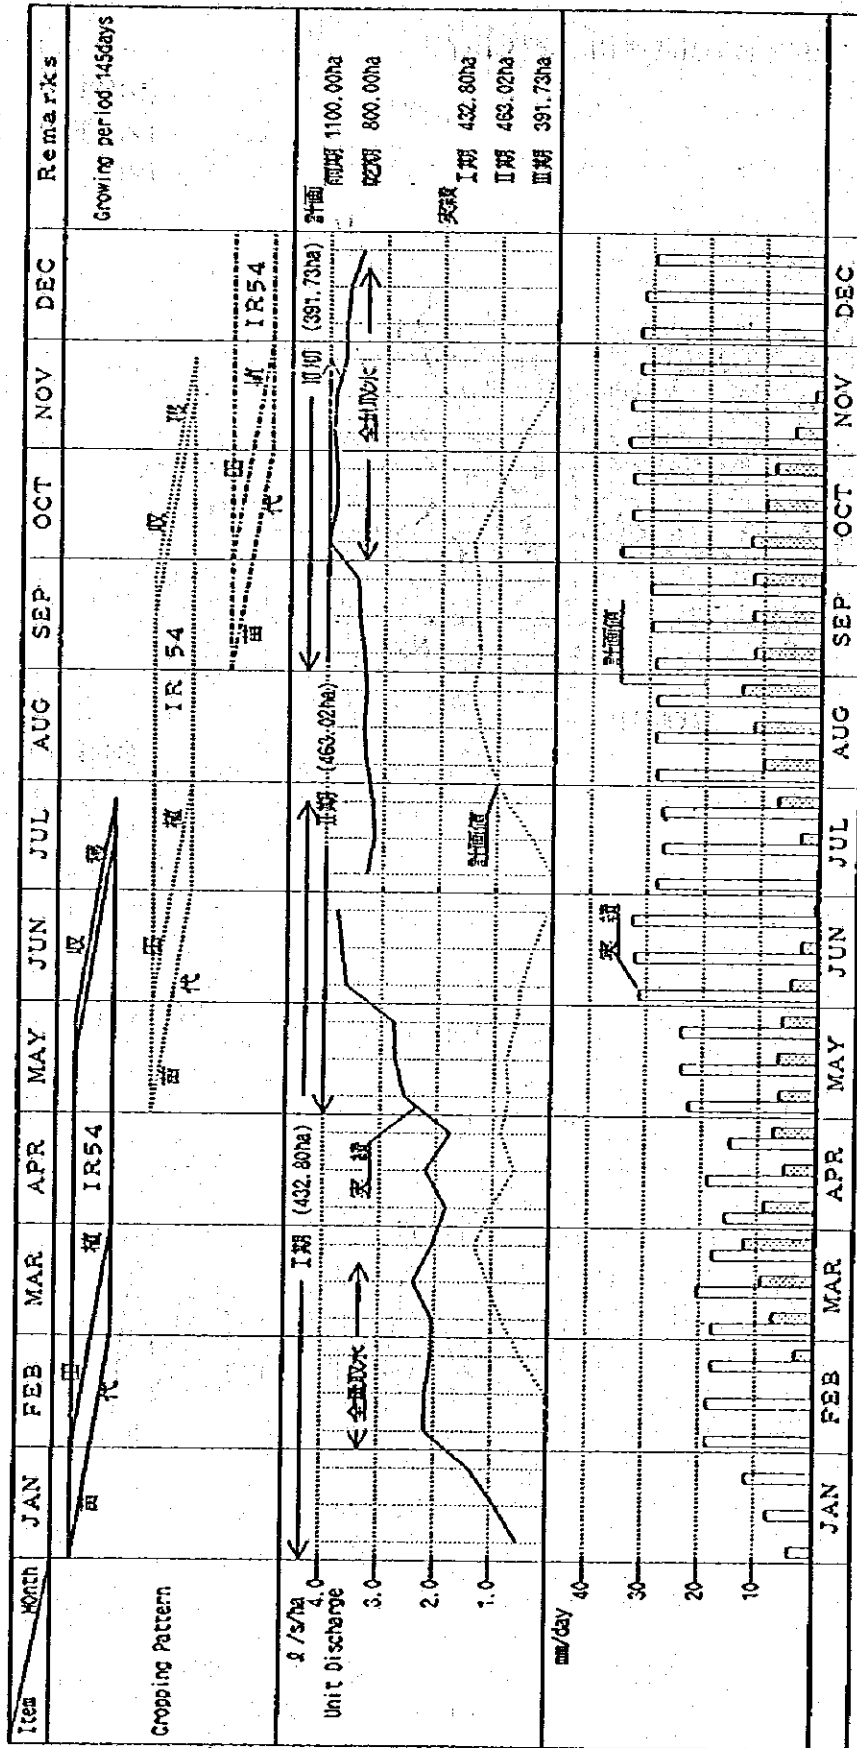 Item Month JAN FEB MAR APR MAY JUN JUL AUG SEP OCT NOV DEC Remarks
Cropping Pattern
苗 代 田 植 IR54 収 穫
苗 代 田 植 IR 54 収 収
苗 代 田 IR54
Growing period:145days
ℓ/s/ha
Unit Discharge
4.0
3.0
2.0
1.0
Ⅰ期 (432.80ha)
Ⅱ期 (463.02ha)
Ⅲ期 (391.73ha)
全量取水
実 績
計画値
全量取水
計画
雨期 1100.00ha
乾期 800.00ha
実績
Ⅰ期 432.80ha
Ⅱ期 463.02ha
Ⅲ期 391.73ha
mm/day
40
30
20
10
実 績
計画値
JAN FEB MAR APR MAY JUN JUL AUG SEP OCT NOV DEC